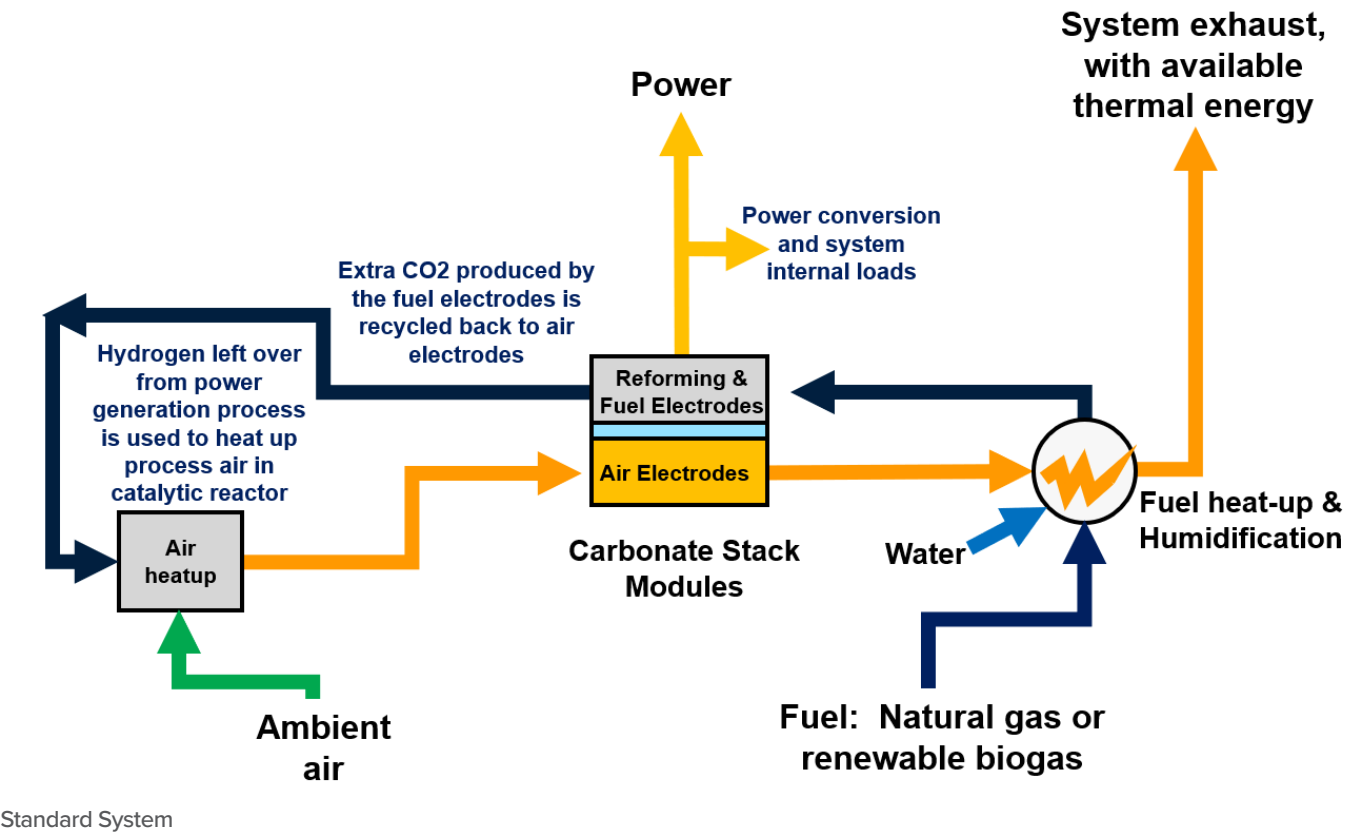 System exhaust,
with available
thermal energy
Power
Power conversion
and system
internal loads
Extra CO2 produced by
the fuel electrodes is
recycled back to air
electrodes
Hydrogen left over
from power
generation process
is used to heat up
process air in
catalytic reactor
Reforming &
Fuel Electrodes
Air Electrodes
Fuel heat-up &
Humidification
Water
Carbonate Stack
Modules
Air
heatup
Ambient
air
Fuel: Natural gas or
renewable biogas
Standard System